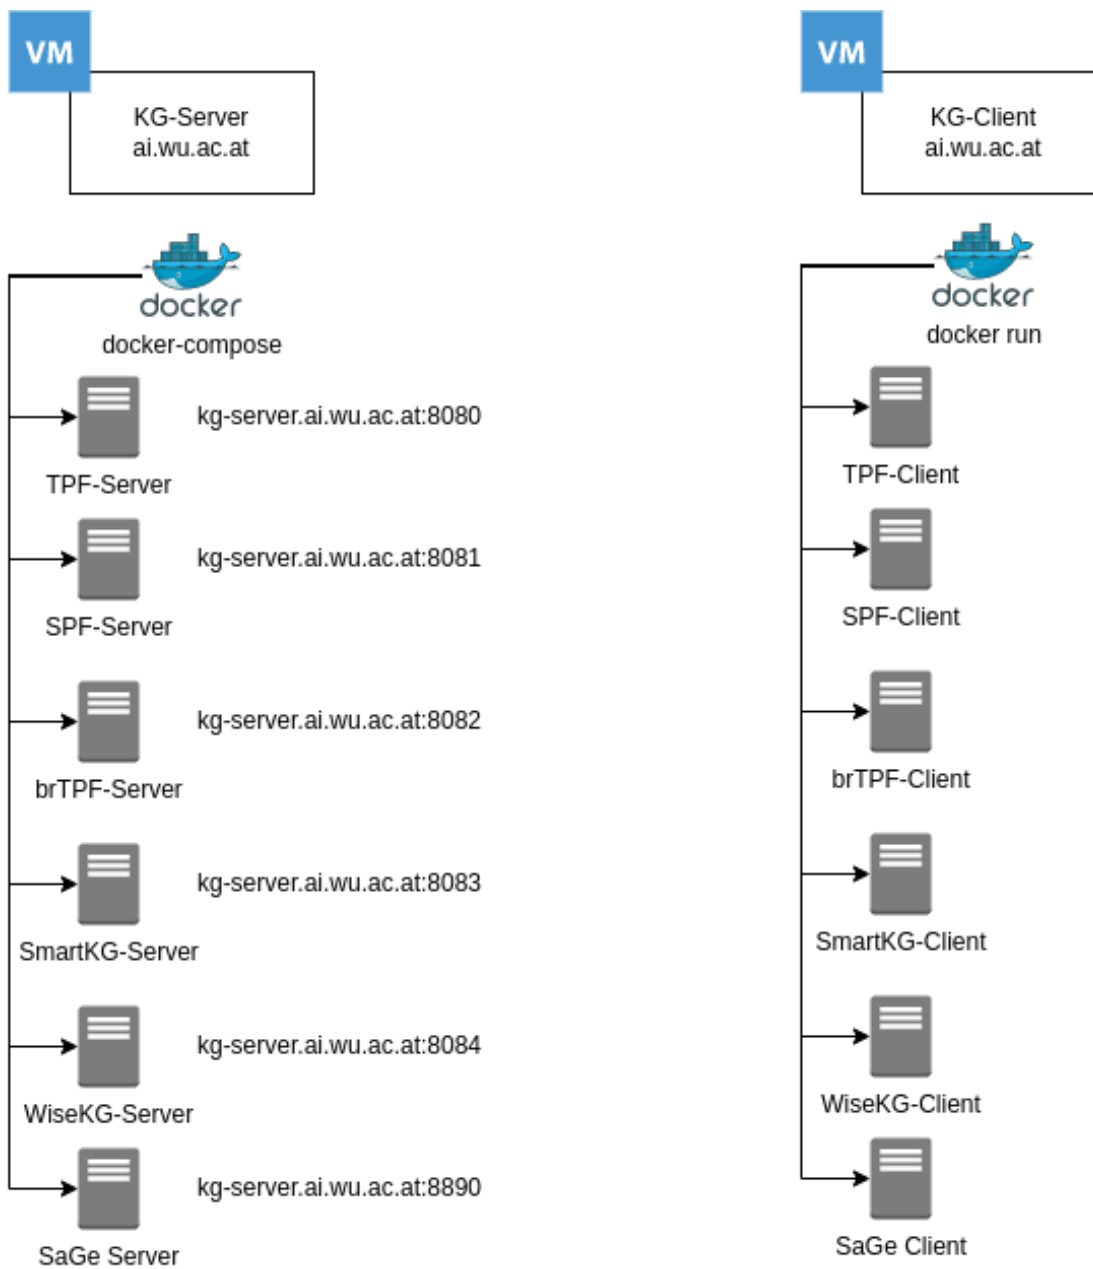 VM
KG-Server
ai.wu.ac.at
docker
docker-compose
kg-server.ai.wu.ac.at:8080
TPF-Server
kg-server.ai.wu.ac.at:8081
SPF-Server
kg-server.ai.wu.ac.at:8082
brTPF-Server
kg-server.ai.wu.ac.at:8083
SmartKG-Server
kg-server.ai.wu.ac.at:8084
WiseKG-Server
kg-server.ai.wu.ac.at:8890
SaGe Server
VM
KG-Client
ai.wu.ac.at
docker
docker run
TPF-Client
SPF-Client
brTPF-Client
SmartKG-Client
WiseKG-Client
SaGe Client